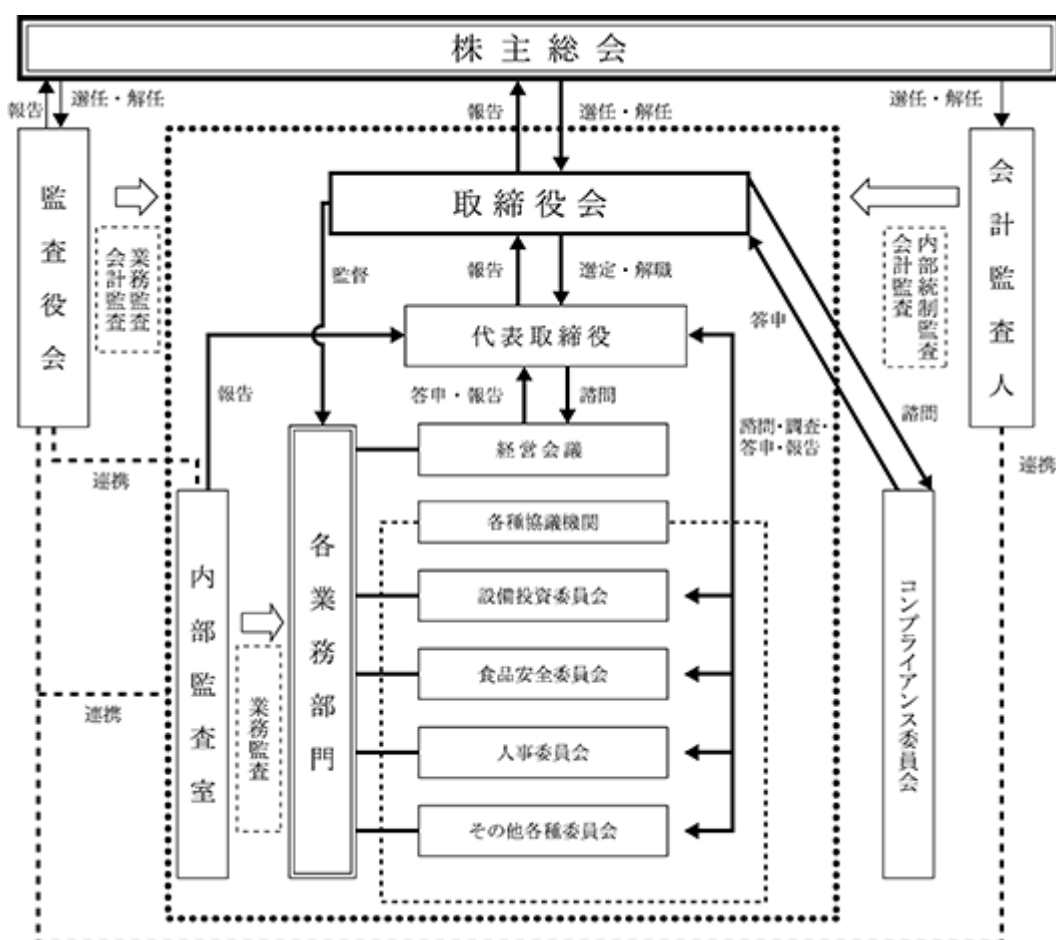 株主総会
報告
選任・解任
報告
選任・解任
選任・解任
監査役会
業務監査
会計監査
取締役会
会計監査人
内部統制監査
会計監査
監督
報告
選定・解職
答申
代表取締役
報告
答申・報告
諮問
諮問・調査・
答申・報告
諮問
経営会議
連携
連携
各種協議機関
内部監査室
各業務部門
設備投資委員会
コンプライアンス委員会
食品安全委員会
連携
業務監査
人事委員会
その他各種委員会